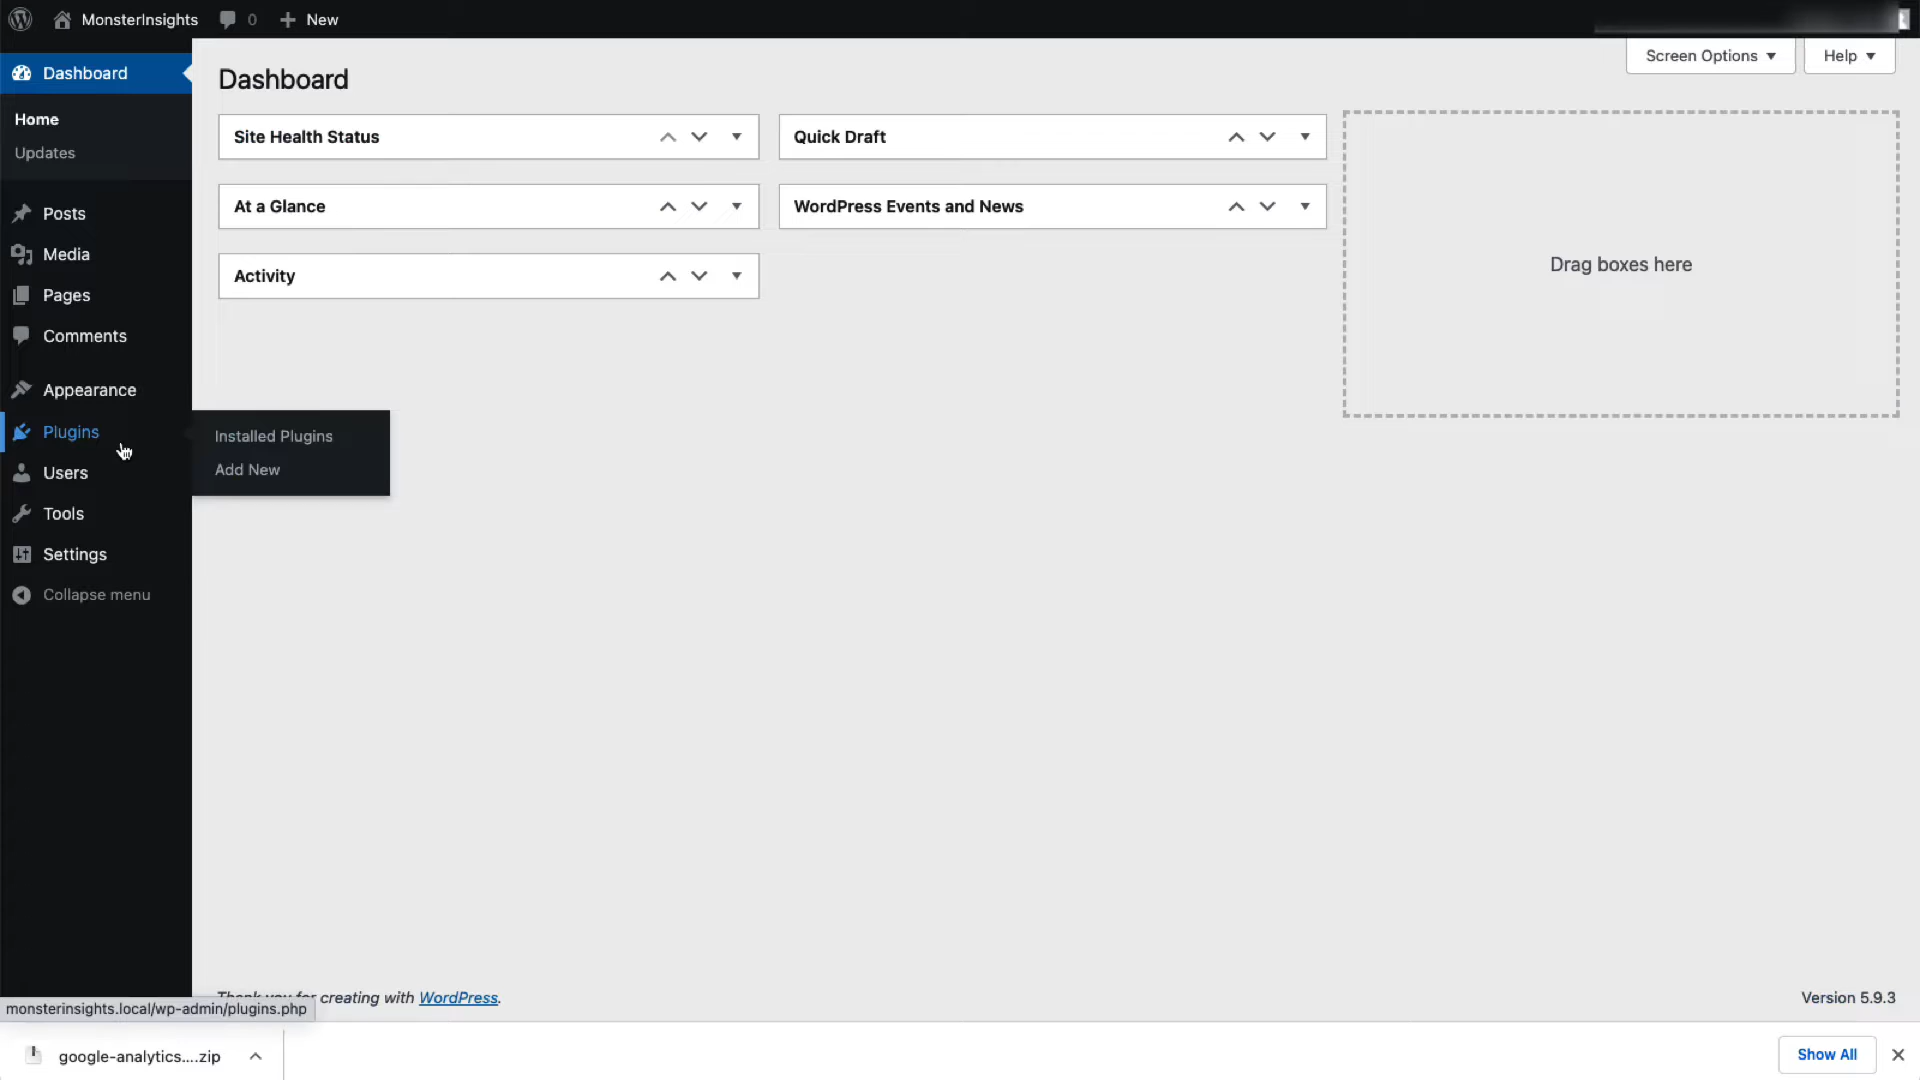 MonsterInsights 0 New
Screen Options Help
Dashboard
Home
Updates
Posts
Media
Pages
Comments
Appearance
Plugins
Users
Tools
Settings
Collapse menu
Installed Plugins
Add New
Dashboard
Site Health Status
At a Glance
Activity
Quick Draft
WordPress Events and News
Drag boxes here
Thank you for creating with WordPress.
Version 5.9.3
monsterinsights.local/wp-admin/plugins.php
google-analytics....zip
Show All